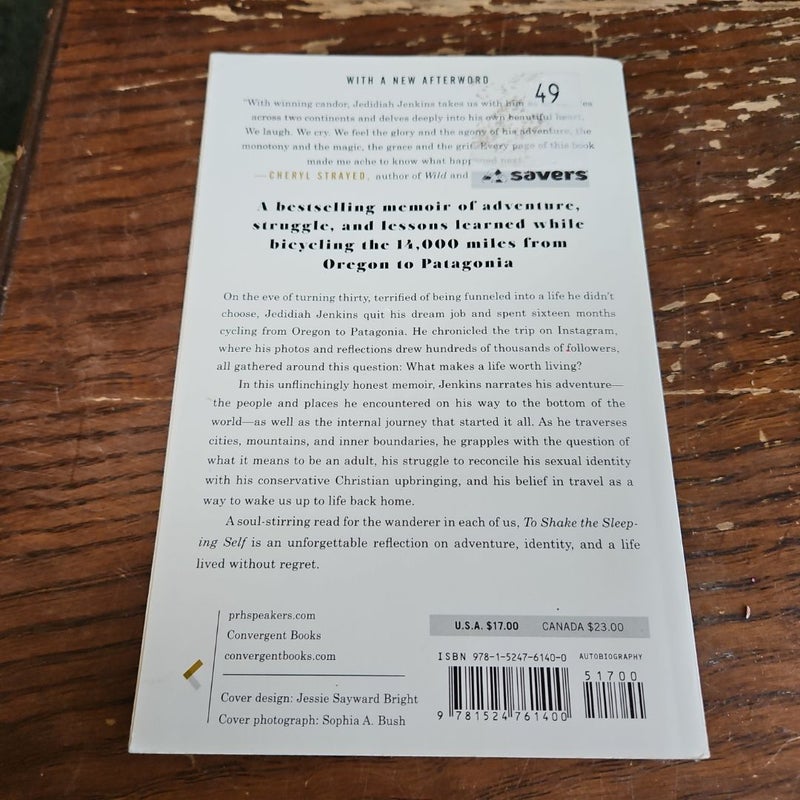 WITH A NEW AFTERWORD
49
"With winning candor, Jedidiah Jenkins takes us with him as es
across two continents and delves deeply into his own beautiful heart.
We laugh. We cry. We feel the glory and the agony of his adventure, the
monotony and the magic, the grace and the grit. Every page of this book
made me ache to know what happened next."
—CHERYL STRAYED, author of Wild and
savers
A bestselling memoir of adventure,
struggle, and lessons learned while
bicycling the 14,000 miles from
Oregon to Patagonia
On the eve of turning thirty, terrified of being funneled into a life he didn't
choose, Jedidiah Jenkins quit his dream job and spent sixteen months
cycling from Oregon to Patagonia. He chronicled the trip on Instagram,
where his photos and reflections drew hundreds of thousands of followers,
all gathered around this question: What makes a life worth living?
In this unflinchingly honest memoir, Jenkins narrates his adventure—
the people and places he encountered on his way to the bottom of the
world—as well as the internal journey that started it all. As he traverses
cities, mountains, and inner boundaries, he grapples with the question of
what it means to be an adult, his struggle to reconcile his sexual identity
with his conservative Christian upbringing, and his belief in travel as a
way to wake us up to life back home.
A soul-stirring read for the wanderer in each of us, To Shake the Sleep-
ing Self is an unforgettable reflection on adventure, identity, and a life
lived without regret.
prhspeakers.com
Convergent Books
convergentbooks.com
Cover design: Jessie Sayward Bright
Cover photograph: Sophia A. Bush
U.S.A. $17.00 CANADA $23.00
ISBN 978-1-5247-6140-0 AUTOBIOGRAPHY
51700
9 781524 761400